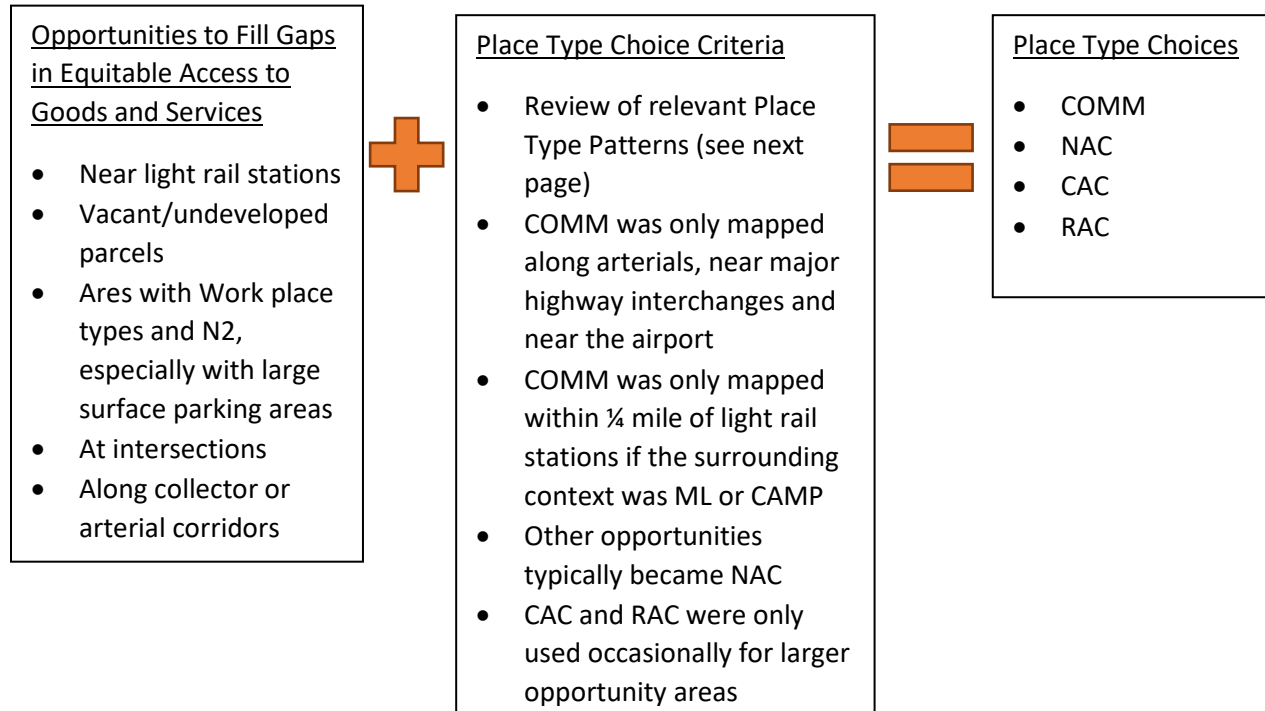 Opportunities to Fill Gaps
in Equitable Access to
Goods and Services
• Near light rail stations
• Vacant/undeveloped
parcels
• Ares with Work place
types and N2,
especially with large
surface parking areas
• At intersections
• Along collector or
arterial corridors
Place Type Choice Criteria
• Review of relevant Place
Type Patterns (see next
page)
• COMM was only mapped
along arterials, near major
highway interchanges and
near the airport
• COMM was only mapped
within ¼ mile of light rail
stations if the surrounding
context was ML or CAMP
• Other opportunities
typically became NAC
• CAC and RAC were only
used occasionally for larger
opportunity areas
Place Type Choices
• COMM
• NAC
• CAC
• RAC